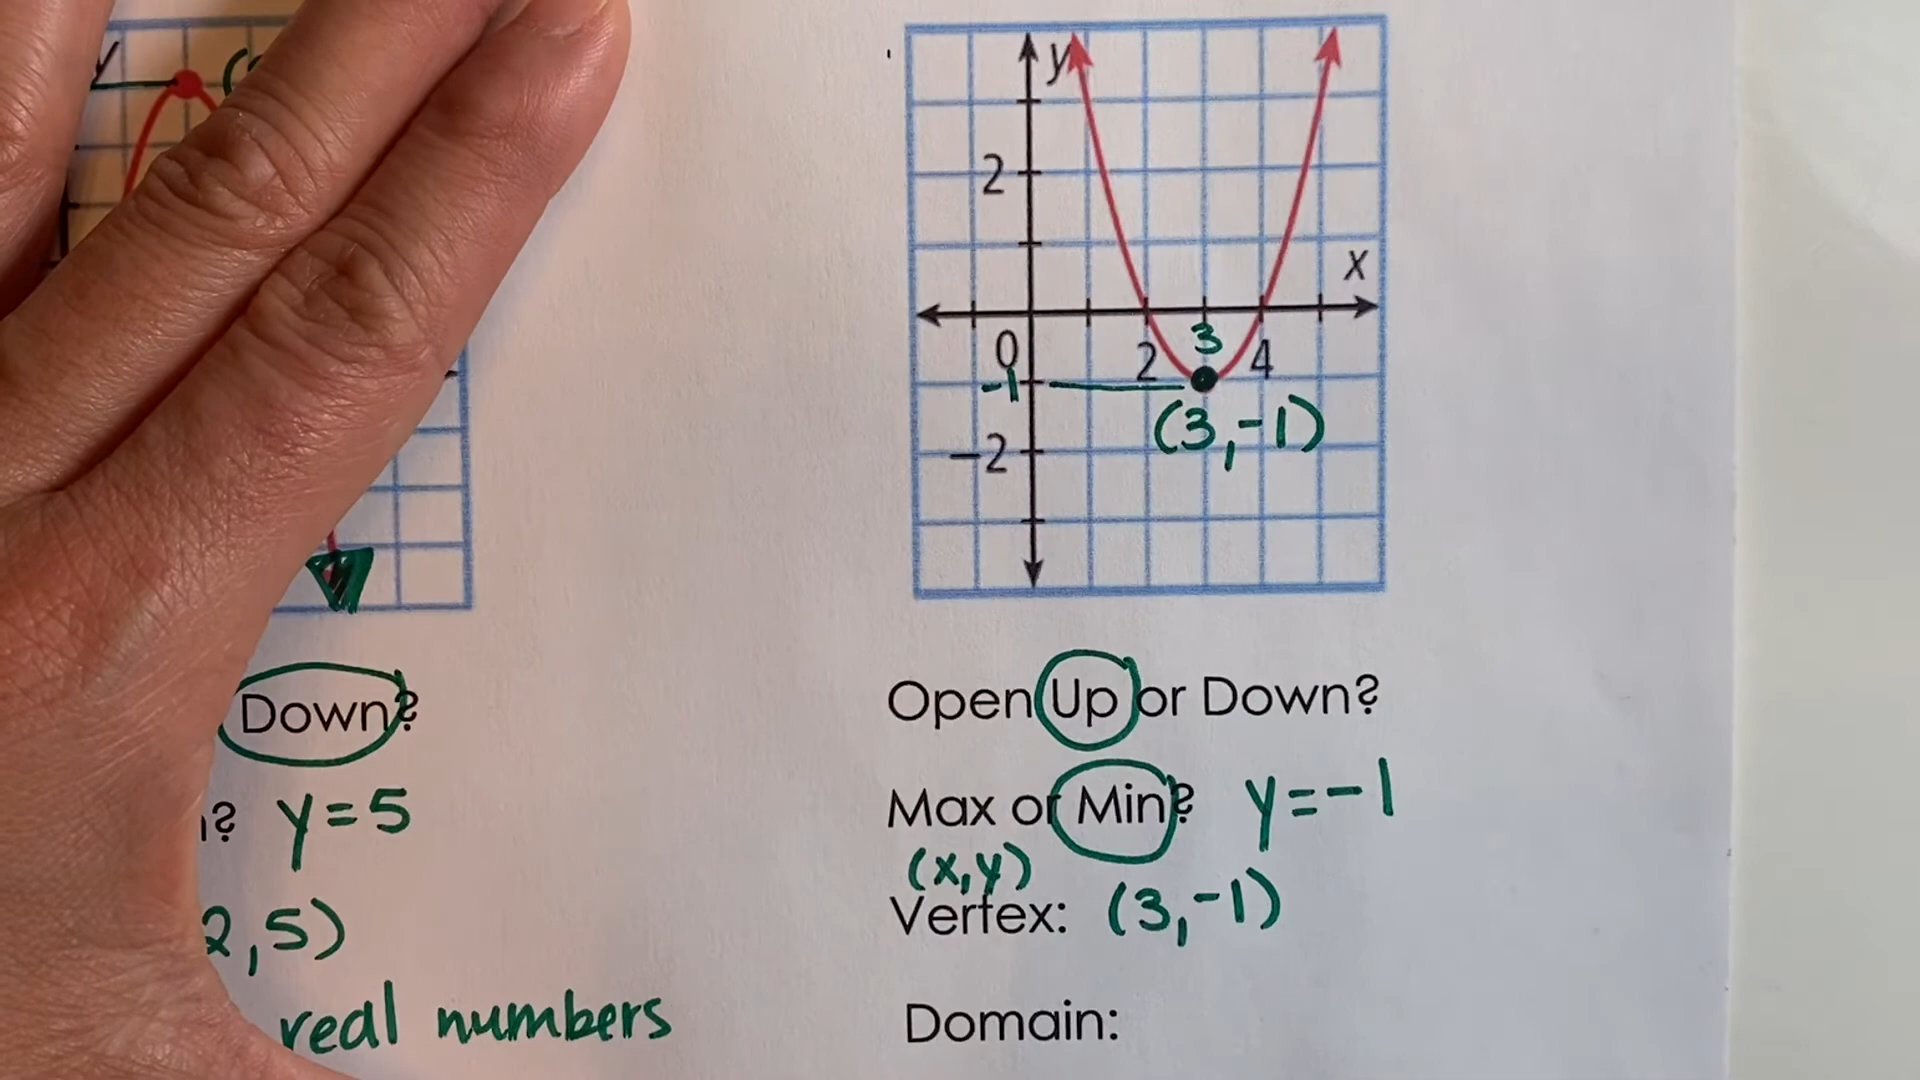 y
y
2
x
0
2
3
4
-1
(3,-1)
-2
Down?
y=5
2,5)
real numbers
Open Up or Down?
Max or Min? y=-1
(x,y)
Vertex: (3,-1)
Domain: